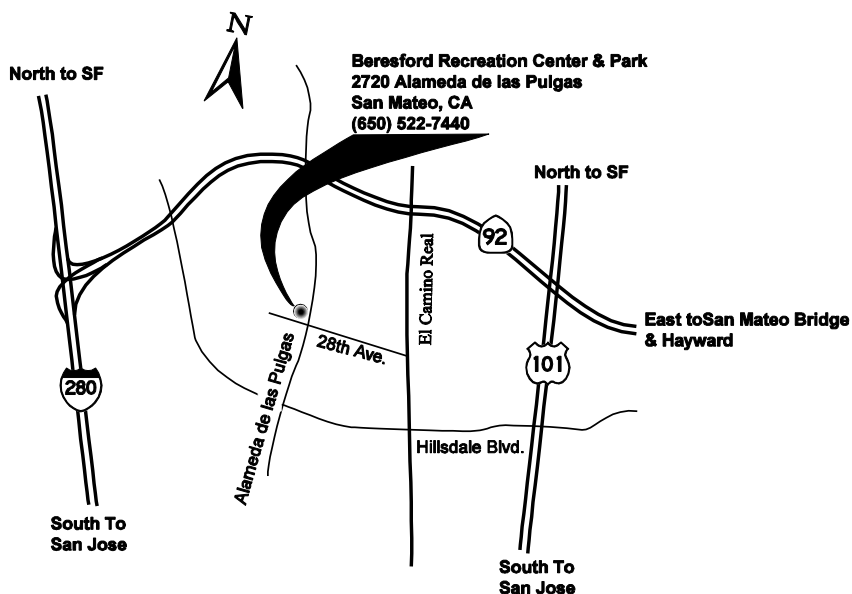 N
North to SF
Beresford Recreation Center & Park
2720 Alameda de las Pulgas
San Mateo, CA
(650) 522-7440
North to SF
92
El Camino Real
East toSan Mateo Bridge
& Hayward
28th Ave.
101
280
Alameda de las Pulgas
Hillsdale Blvd.
South To
San Jose
South To
San Jose